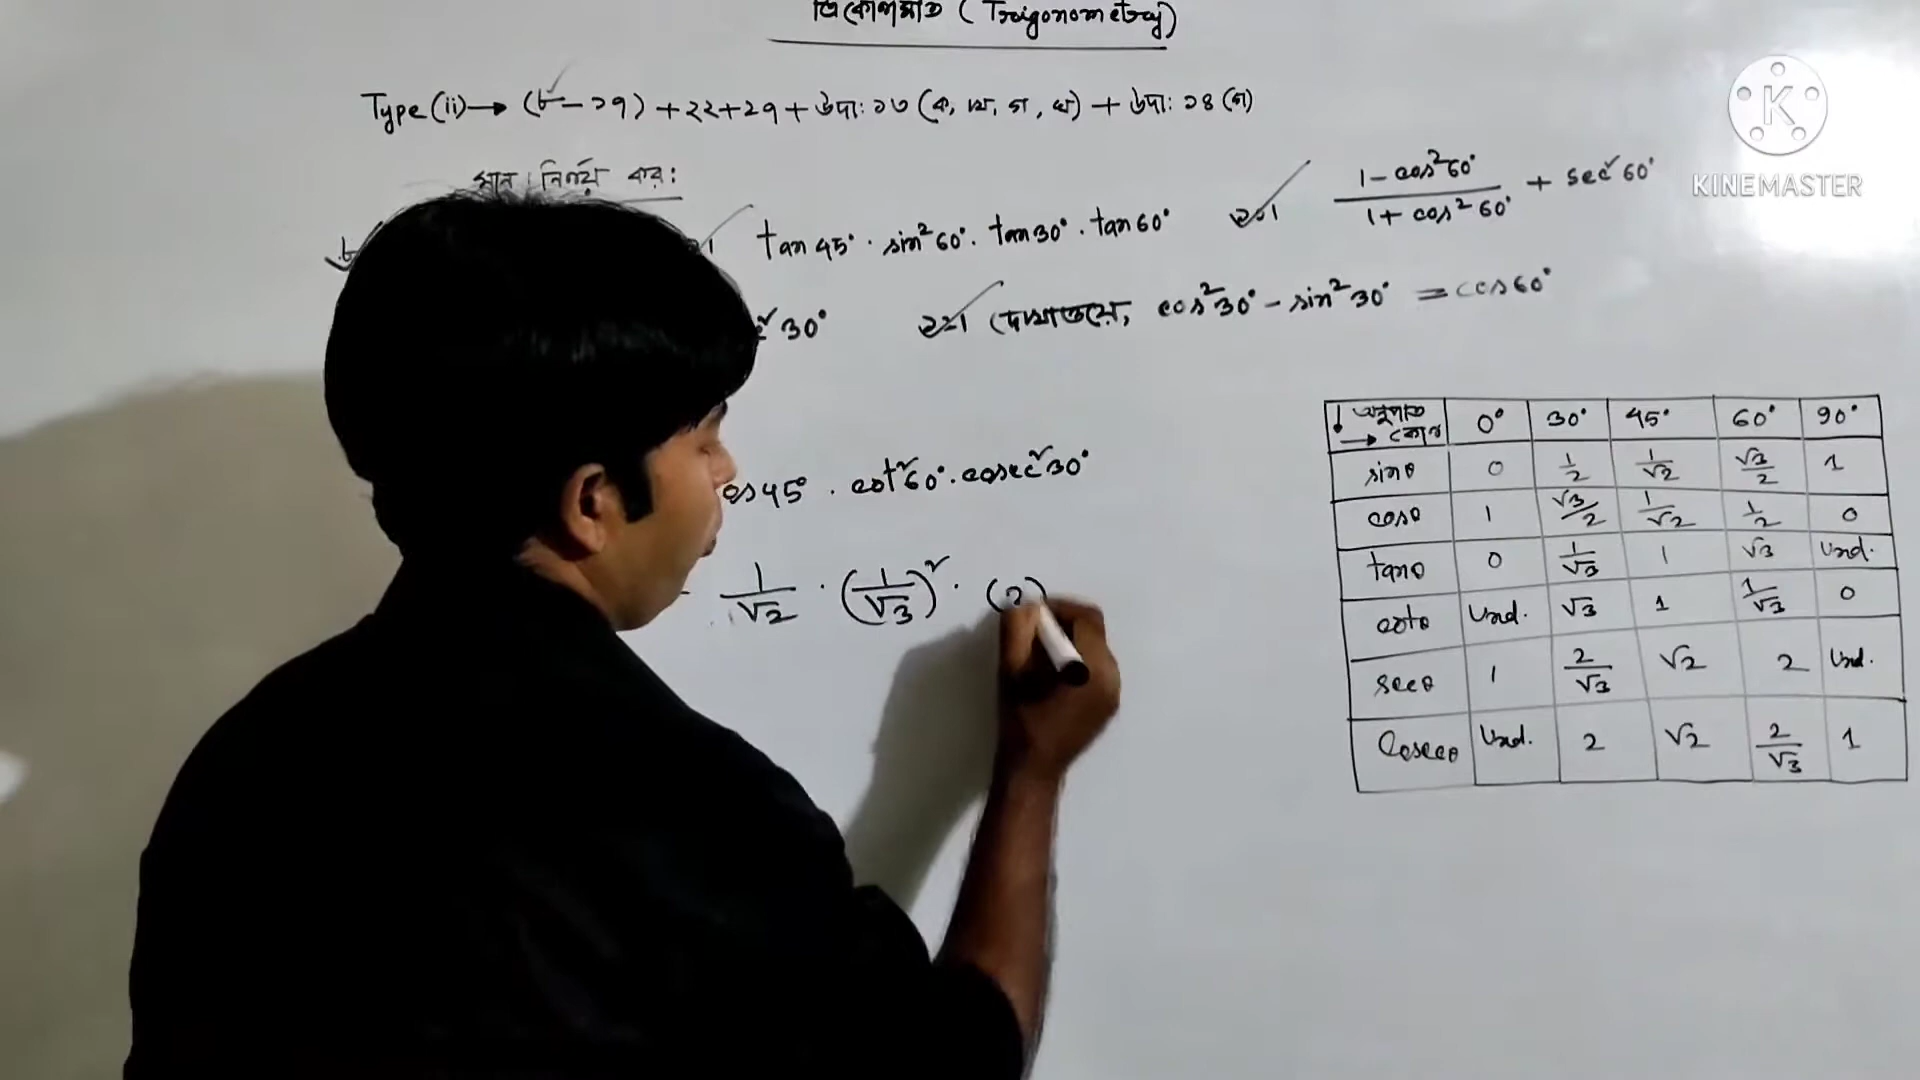 ত্রিকোণমিতি (Trigonometry)
Type (ii) → (৮ – ১৭) + ২২ + ২৭ + উদা: ১৩ (ক, খ, গ, ঘ) + উদা: ১৪ (গ)
মান নির্ণয় কর:
tan 45° · sin² 60° · tan 30° · tan 60°
1 - cos² 60° / 1 + cos² 60° + sec² 60°
² 30°
cos² 30° - sin² 30° = cos 60°
os 45° · cot² 60° · cosec² 30°
1/√2 · (1/√3)² · (2)
↓ অনুপাত → কোণ 0° 30° 45° 60° 90°
sinθ 0 1/2 1/√2 √3/2 1
cosθ 1 √3/2 1/√2 1/2 0
tanθ 0 1/√3 1 √3 Und.
cotθ Und. √3 1 1/√3 0
secθ 1 2/√3 √2 2 Und.
Cosecθ Und. 2 √2 2/√3 1
K
KINEMASTER